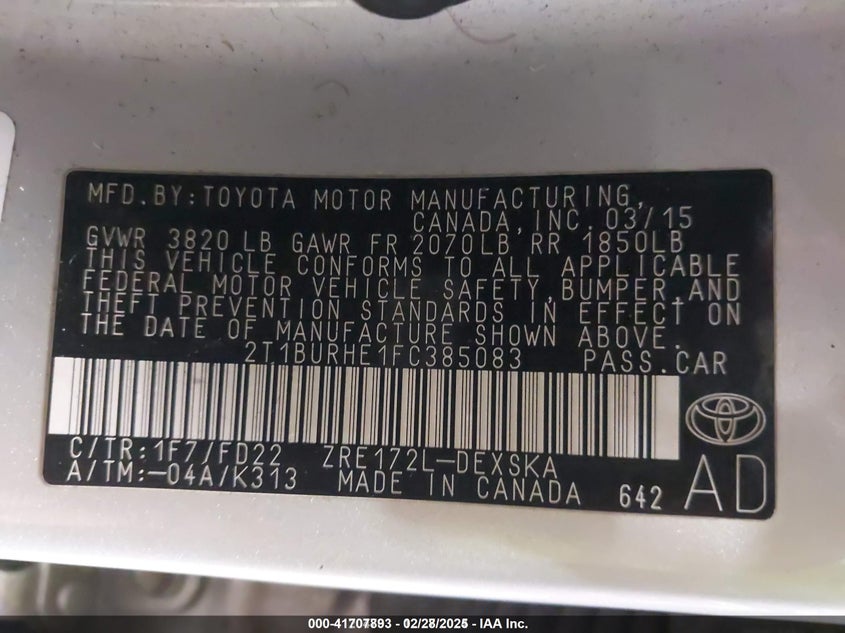 MFD.BY:TOYOTA MOTOR MANUFACTURING,
CANADA,INC. 03/15
GVWR 3820 LB GAWR FR 2070LB RR 1850LB
THIS VEHICLE CONFORMS TO ALL APPLICABLE
FEDERAL MOTOR VEHICLE SAFETY,BUMPER,AND
THEFT PREVENTION STANDARDS IN EFFECT ON
THE DATE OF MANUFACTURE SHOWN ABOVE.
2T1BURHE1FC385083 PASS.CAR
C/TR:1F7/FD22 ZRE172L-DEXSKA
A/TM:-04A/K313 MADE IN CANADA 642 AD
000-41707893 - 02/28/2025 - IAA Inc.